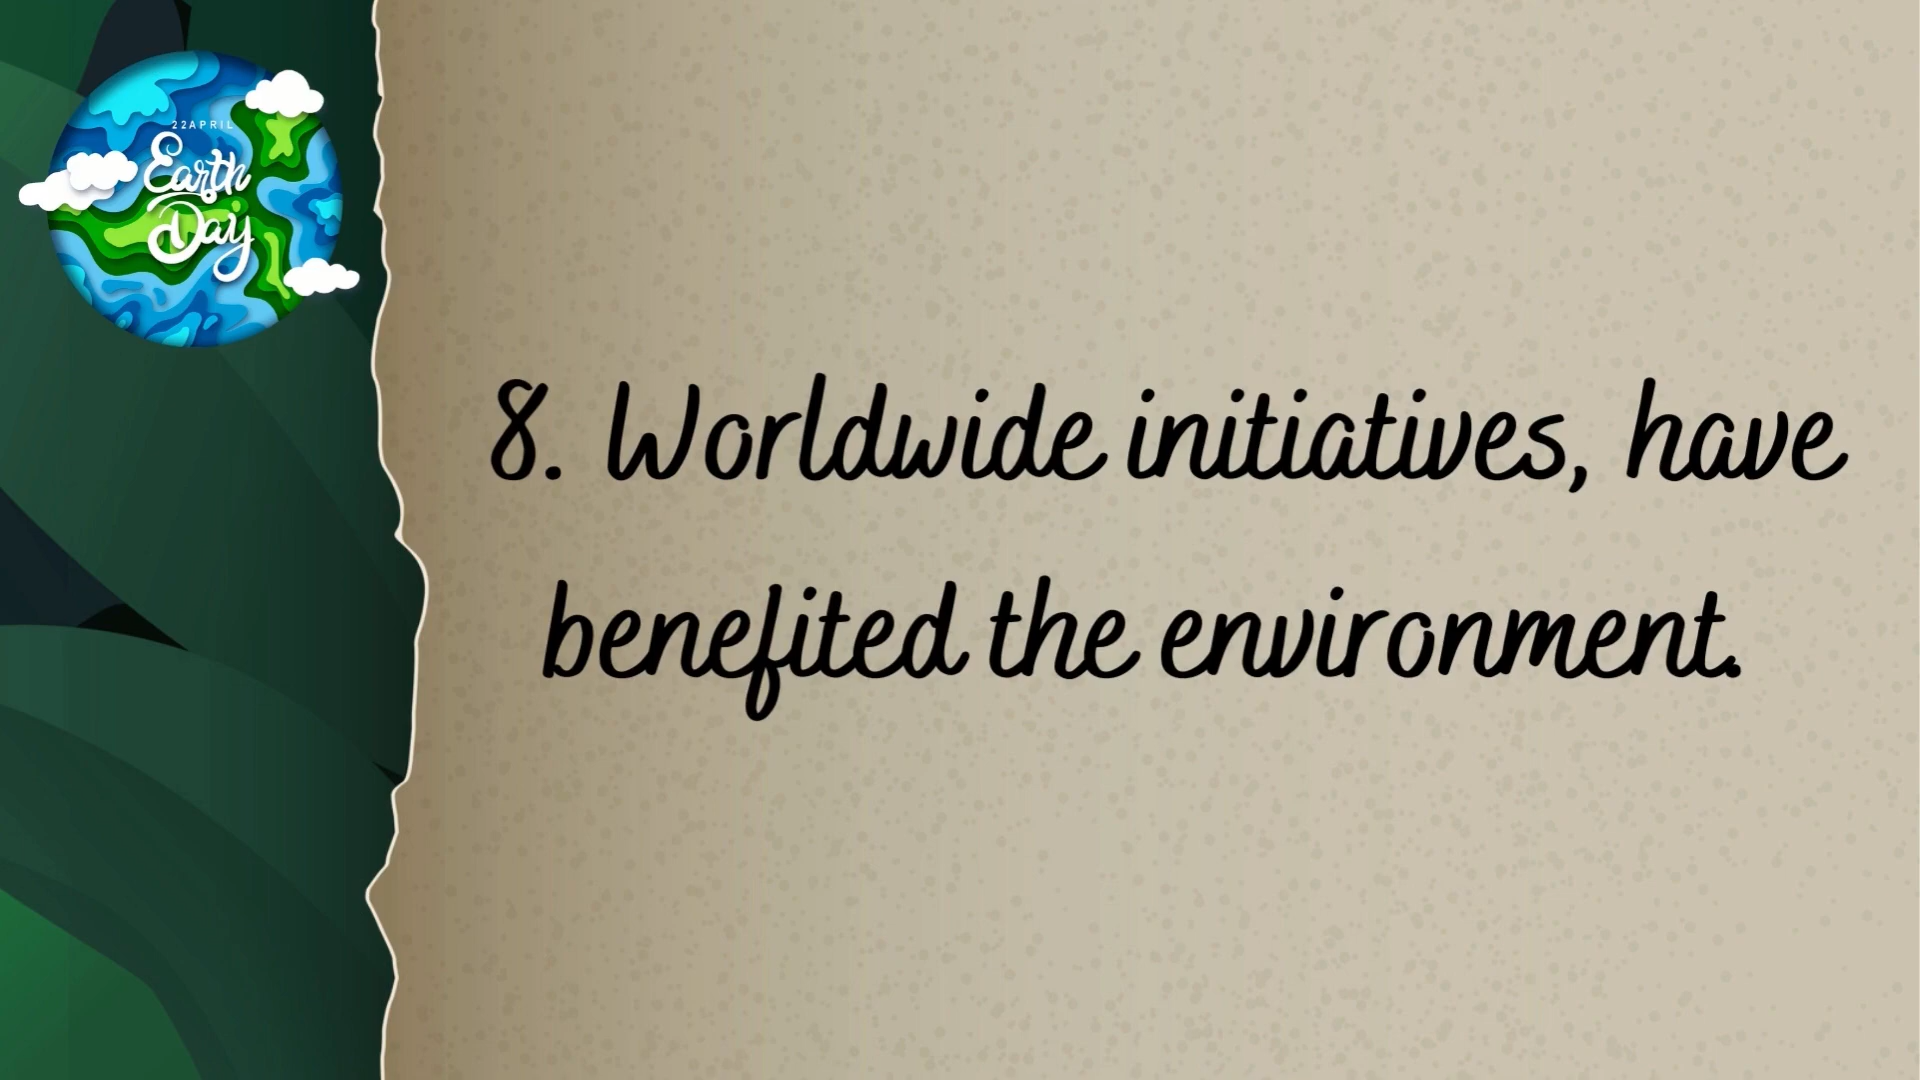 22APRIL
Earth
Day
8. Worldwide initiatives, have
benefited the environment.